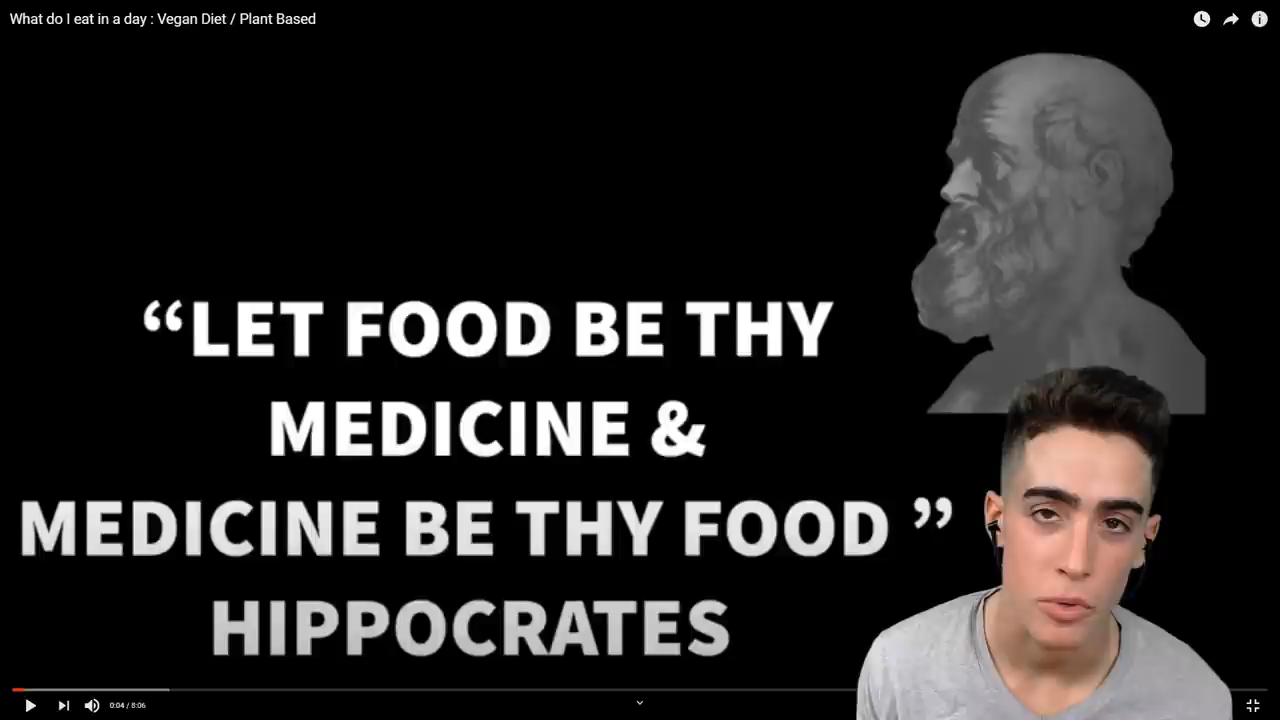 What do I eat in a day : Vegan Diet / Plant Based
“LET FOOD BE THY
MEDICINE &
MEDICINE BE THY FOOD ”
HIPPOCRATES
0:04 / 8:06